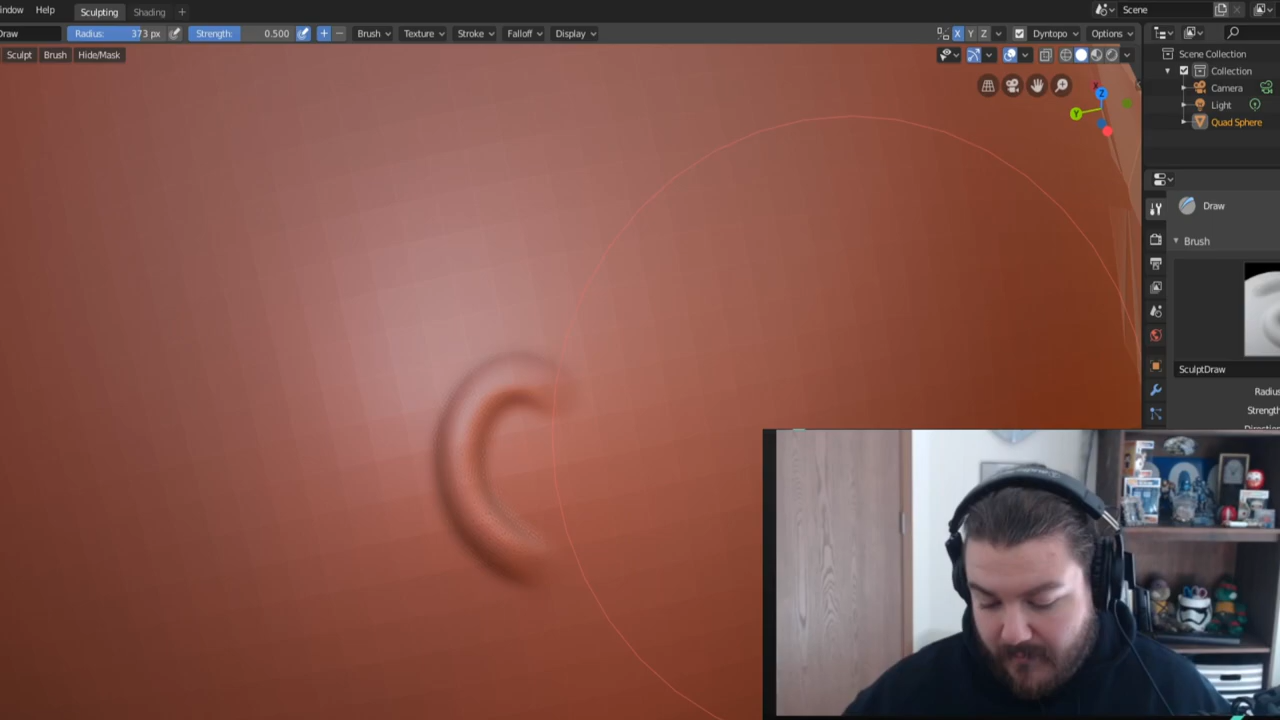 indow Help Sculpting Shading + Scene
Draw Radius: 373 px Strength: 0.500 + − Brush Texture Stroke Falloff Display X Y Z Dyntopo Options
Sculpt Brush Hide/Mask
Scene Collection
Collection
Camera
Light
Quad Sphere
Z
Y
Draw
Brush
SculptDraw
Radiu
Strength